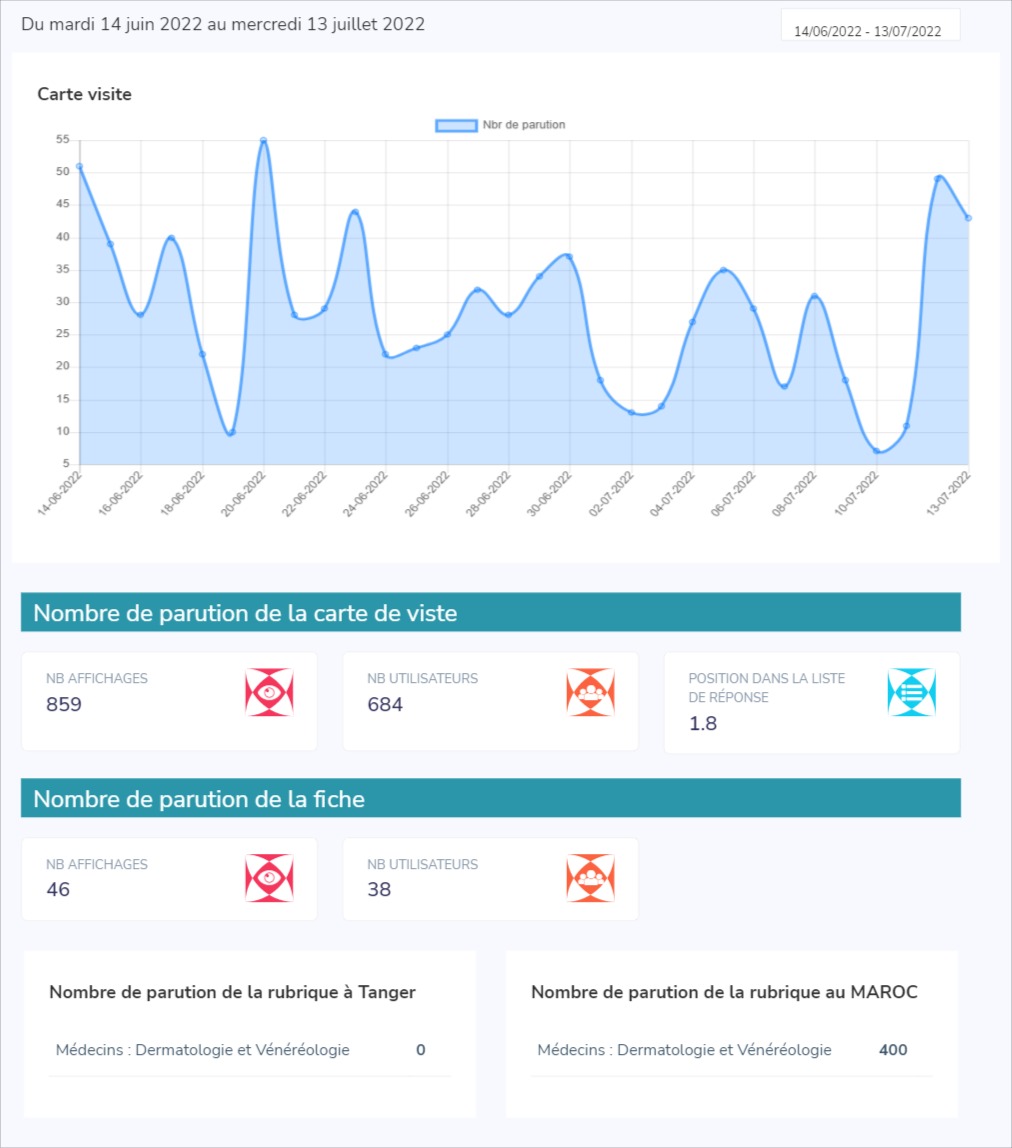 Du mardi 14 juin 2022 au mercredi 13 juillet 2022
14/06/2022 - 13/07/2022
Carte visite
Nbr de parution
55
50
45
40
35
30
25
20
15
10
5
14-06-2022
16-06-2022
18-06-2022
20-06-2022
22-06-2022
24-06-2022
26-06-2022
28-06-2022
30-06-2022
02-07-2022
04-07-2022
06-07-2022
08-07-2022
10-07-2022
13-07-2022
Nombre de parution de la carte de viste
NB AFFICHAGES
859
NB UTILISATEURS
684
POSITION DANS LA LISTE
DE RÉPONSE
1.8
Nombre de parution de la fiche
NB AFFICHAGES
46
NB UTILISATEURS
38
Nombre de parution de la rubrique à Tanger
Médecins : Dermatologie et Vénéréologie 0
Nombre de parution de la rubrique au MAROC
Médecins : Dermatologie et Vénéréologie 400